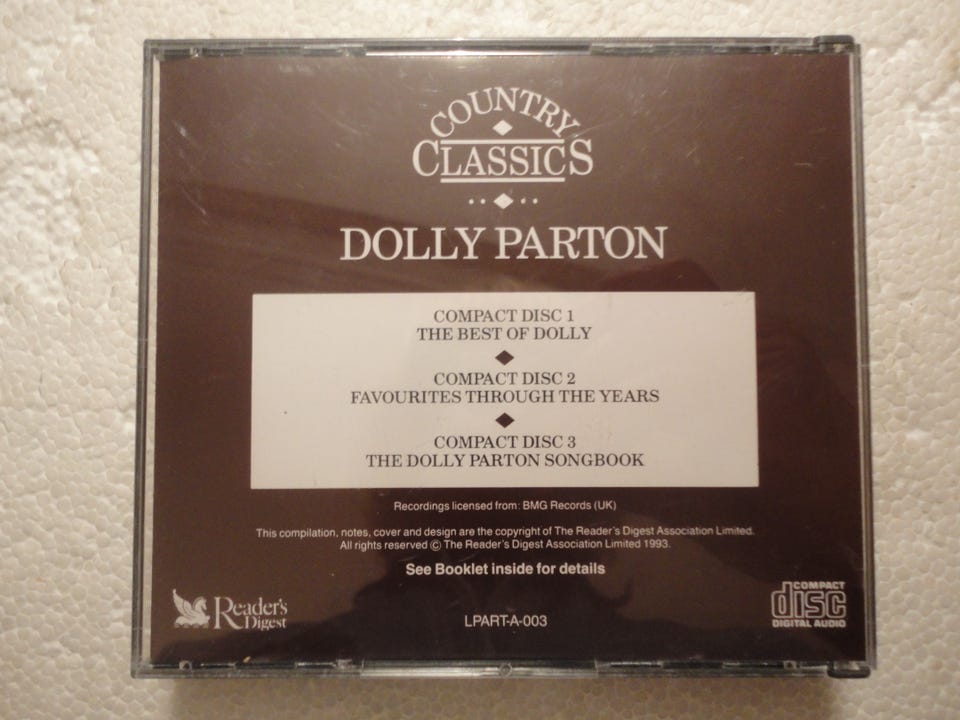 COUNTRY
CLASSICS
DOLLY PARTON
COMPACT DISC 1
THE BEST OF DOLLY
COMPACT DISC 2
FAVOURITES THROUGH THE YEARS
COMPACT DISC 3
THE DOLLY PARTON SONGBOOK
Recordings licensed from: BMG Records (UK)
This compilation, notes, cover and design are the copyright of The Reader's Digest Association Limited.
All rights reserved © The Reader's Digest Association Limited 1993.
See Booklet inside for details
Reader's
Digest
LPART-A-003
COMPACT
disc
DIGITAL AUDIO